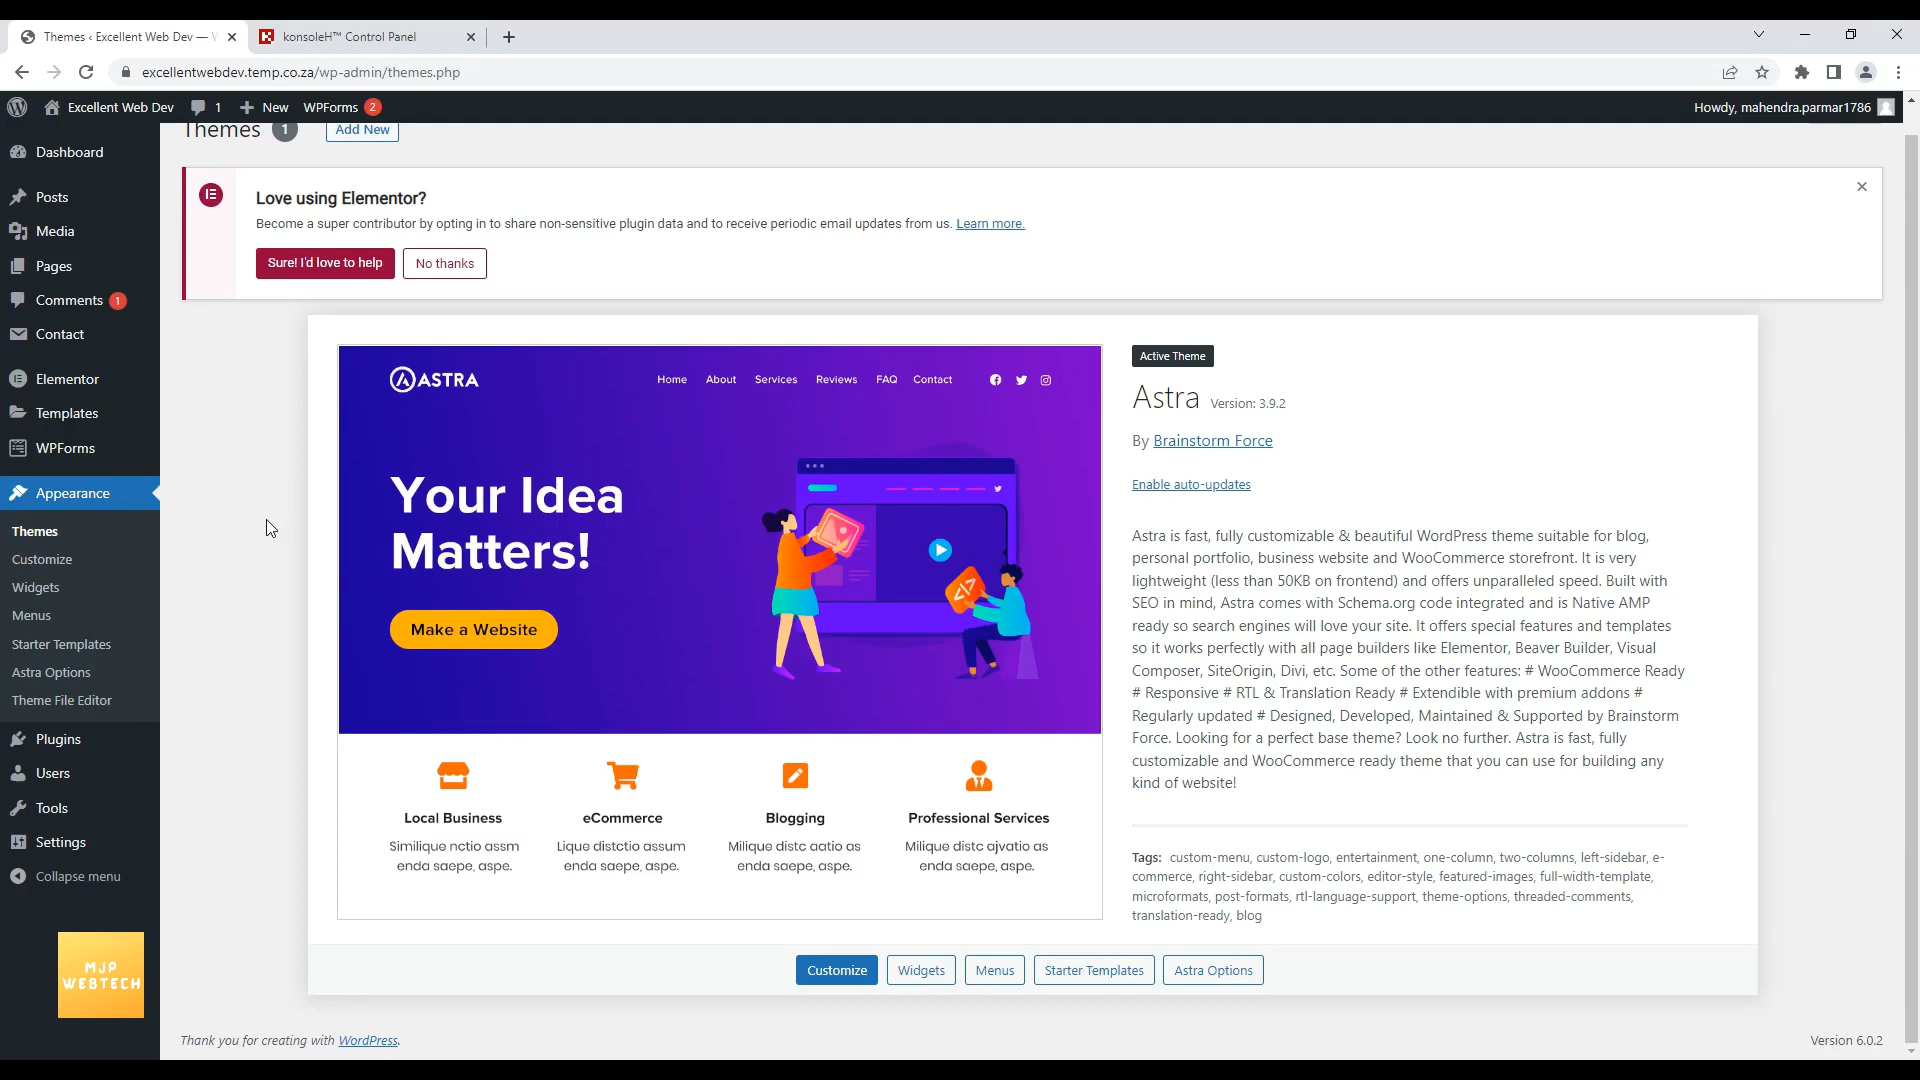 Themes ‹ Excellent Web Dev — W
konsoleH™ Control Panel
excellentwebdev.temp.co.za/wp-admin/themes.php
Excellent Web Dev
1
New
WPForms 2
Howdy, mahendra.parmar1786
Dashboard
Posts
Media
Pages
Comments 1
Contact
Elementor
Templates
WPForms
Appearance
Themes
Customize
Widgets
Menus
Starter Templates
Astra Options
Theme File Editor
Plugins
Users
Tools
Settings
Collapse menu
MJP
WEBTECH
Themes 1 Add New
Love using Elementor?
Become a super contributor by opting in to share non-sensitive plugin data and to receive periodic email updates from us. Learn more.
Sure! I'd love to help
No thanks
ASTRA
Home About Services Reviews FAQ Contact
Your Idea
Matters!
Make a Website
Local Business
Similique nctio assm
enda saepe, aspe.
eCommerce
Lique distctio assum
enda saepe, aspe.
Blogging
Milique distc aatio as
enda saepe, aspe.
Professional Services
Milique distc ajvatio as
enda saepe, aspe.
Active Theme
Astra Version: 3.9.2
By Brainstorm Force
Enable auto-updates
Astra is fast, fully customizable & beautiful WordPress theme suitable for blog,
personal portfolio, business website and WooCommerce storefront. It is very
lightweight (less than 50KB on frontend) and offers unparalleled speed. Built with
SEO in mind, Astra comes with Schema.org code integrated and is Native AMP
ready so search engines will love your site. It offers special features and templates
so it works perfectly with all page builders like Elementor, Beaver Builder, Visual
Composer, SiteOrigin, Divi, etc. Some of the other features: # WooCommerce Ready
# Responsive # RTL & Translation Ready # Extendible with premium addons #
Regularly updated # Designed, Developed, Maintained & Supported by Brainstorm
Force. Looking for a perfect base theme? Look no further. Astra is fast, fully
customizable and WooCommerce ready theme that you can use for building any
kind of website!
Tags: custom-menu, custom-logo, entertainment, one-column, two-columns, left-sidebar, e-
commerce, right-sidebar, custom-colors, editor-style, featured-images, full-width-template,
microformats, post-formats, rtl-language-support, theme-options, threaded-comments,
translation-ready, blog
Customize
Widgets
Menus
Starter Templates
Astra Options
Thank you for creating with WordPress.
Version 6.0.2